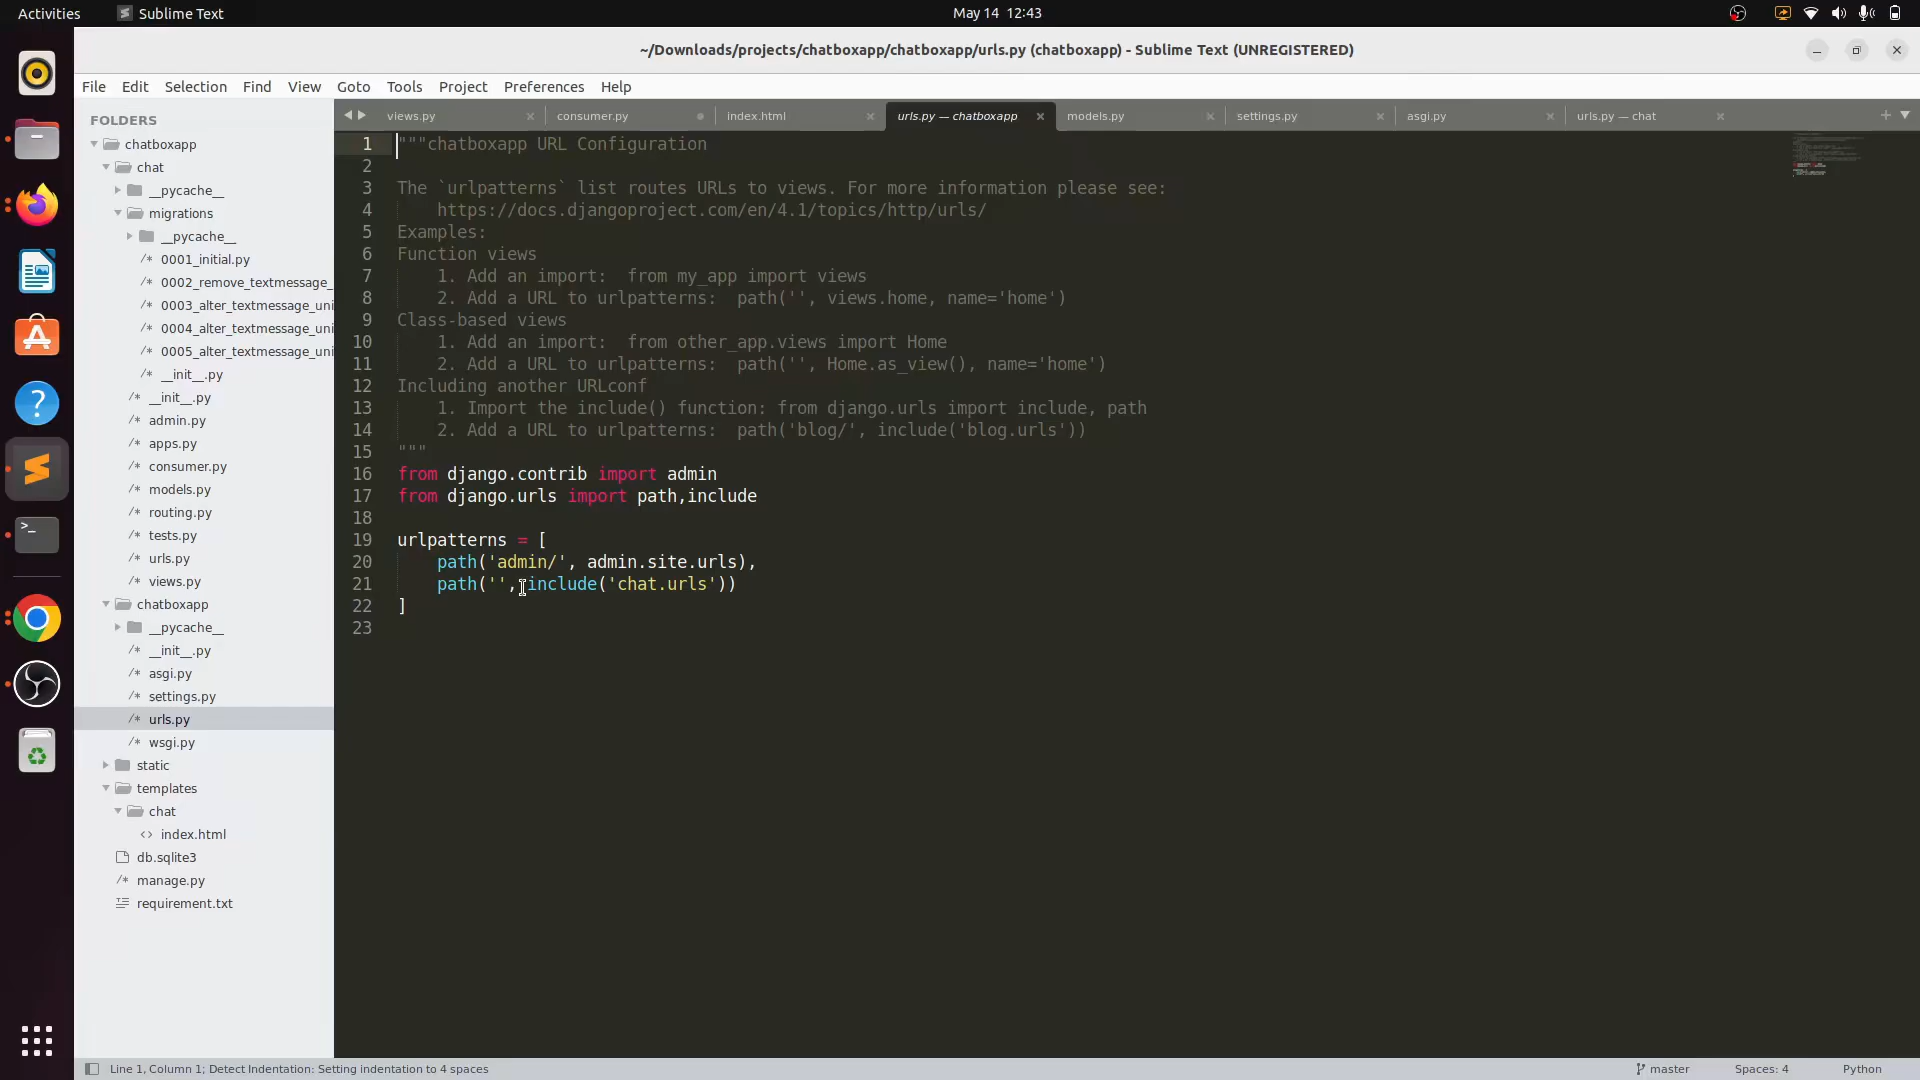 Activities Sublime Text May 14 12:43
~/Downloads/projects/chatboxapp/chatboxapp/urls.py (chatboxapp) - Sublime Text (UNREGISTERED)
File Edit Selection Find View Goto Tools Project Preferences Help
FOLDERS
chatboxapp
chat
__pycache__
migrations
__pycache__
0001_initial.py
0002_remove_textmessage_
0003_alter_textmessage_uni
0004_alter_textmessage_uni
0005_alter_textmessage_uni
__init__.py
__init__.py
admin.py
apps.py
consumer.py
models.py
routing.py
tests.py
urls.py
views.py
chatboxapp
__pycache__
__init__.py
asgi.py
settings.py
urls.py
wsgi.py
static
templates
chat
index.html
db.sqlite3
manage.py
requirement.txt
views.py consumer.py index.html urls.py — chatboxapp models.py settings.py asgi.py urls.py — chat
1 """chatboxapp URL Configuration
2
3 The `urlpatterns` list routes URLs to views. For more information please see:
4 https://docs.djangoproject.com/en/4.1/topics/http/urls/
5 Examples:
6 Function views
7 1. Add an import:  from my_app import views
8 2. Add a URL to urlpatterns:  path('', views.home, name='home')
9 Class-based views
10 1. Add an import:  from other_app.views import Home
11 2. Add a URL to urlpatterns:  path('', Home.as_view(), name='home')
12 Including another URLconf
13 1. Import the include() function: from django.urls import include, path
14 2. Add a URL to urlpatterns:  path('blog/', include('blog.urls'))
15 """
16 from django.contrib import admin
17 from django.urls import path,include
18
19 urlpatterns = [
20 path('admin/', admin.site.urls),
21 path('', include('chat.urls'))
22 ]
23
Line 1, Column 1; Detect Indentation: Setting indentation to 4 spaces master Spaces: 4 Python